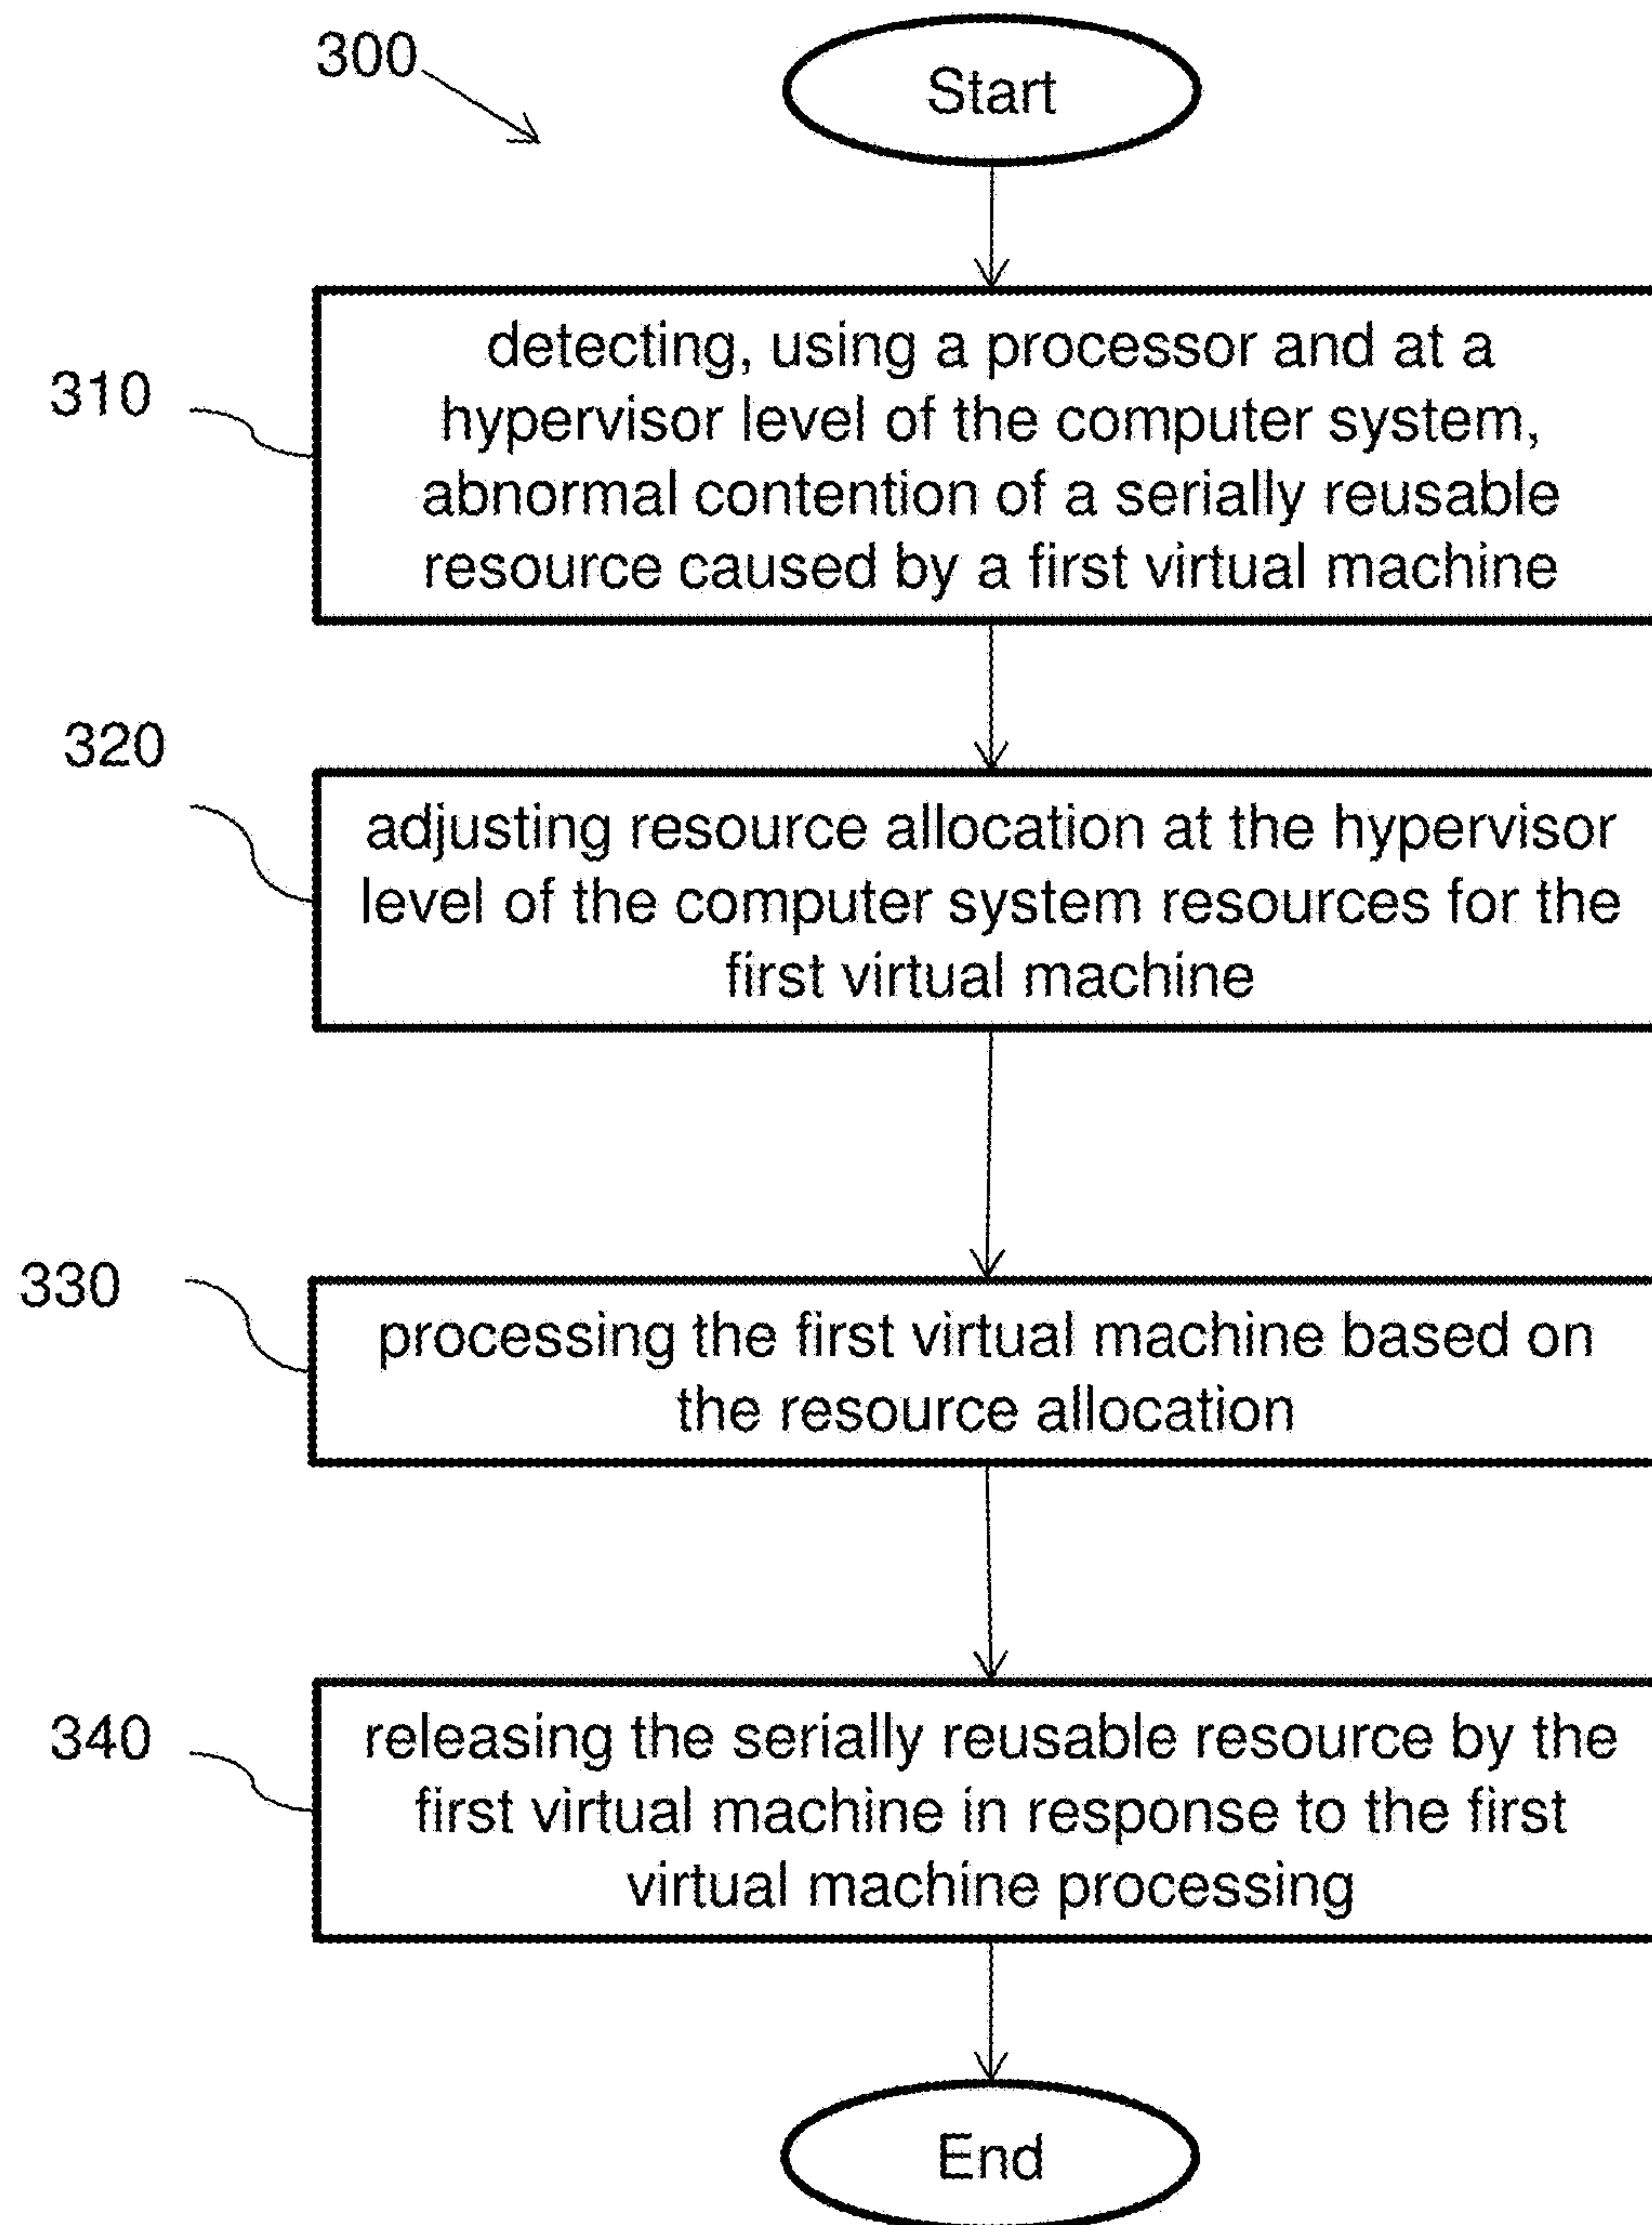 300
Start
310
detecting, using a processor and at a
hypervisor level of the computer system,
abnormal contention of a serially reusable
resource caused by a first virtual machine
320
adjusting resource allocation at the hypervisor
level of the computer system resources for the
first virtual machine
330
processing the first virtual machine based on
the resource allocation
340
releasing the serially reusable resource by the
first virtual machine in response to the first
virtual machine processing
End